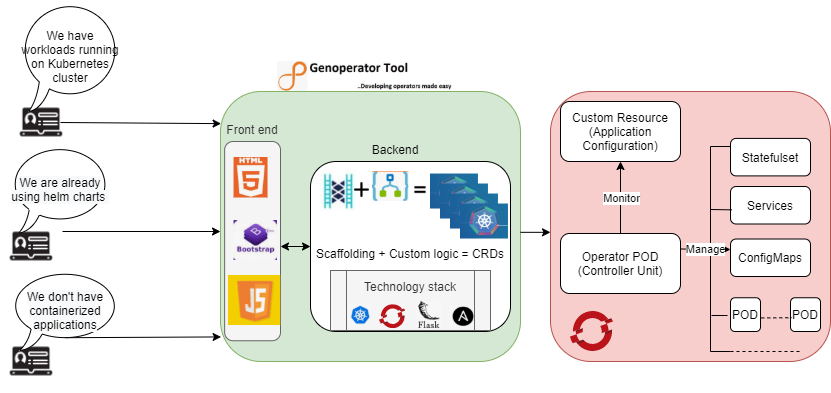 We have
workloads running
on Kubernetes
cluster
We are already
using helm charts
We don't have
containerized
applications
Genoperator Tool
..Developing operators made easy
Front end
HTML
5
B
Bootstrap
JS
Backend
+
=
Scaffolding + Custom logic = CRDs
Technology stack
Flask
A
Custom Resource
(Application
Configuration)
Monitor
Operator POD
(Controller Unit)
Manage
Statefulset
Services
ConfigMaps
POD
POD